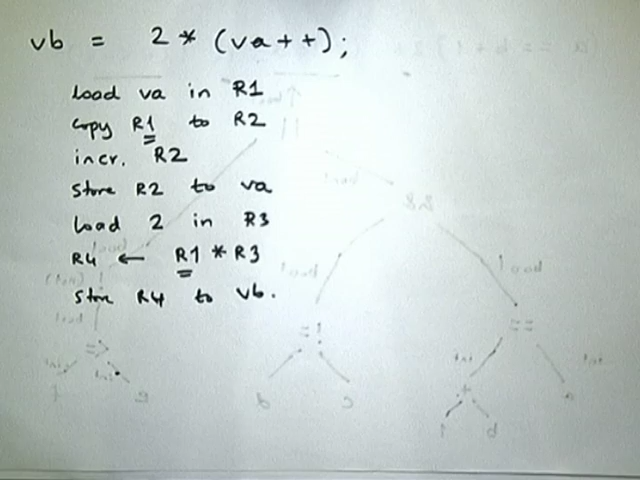 vb = 2 * (va++);
load va in R1
copy R1 to R2
incr. R2
store R2 to va
load 2 in R3
R4 ← R1 * R3
store R4 to vb.